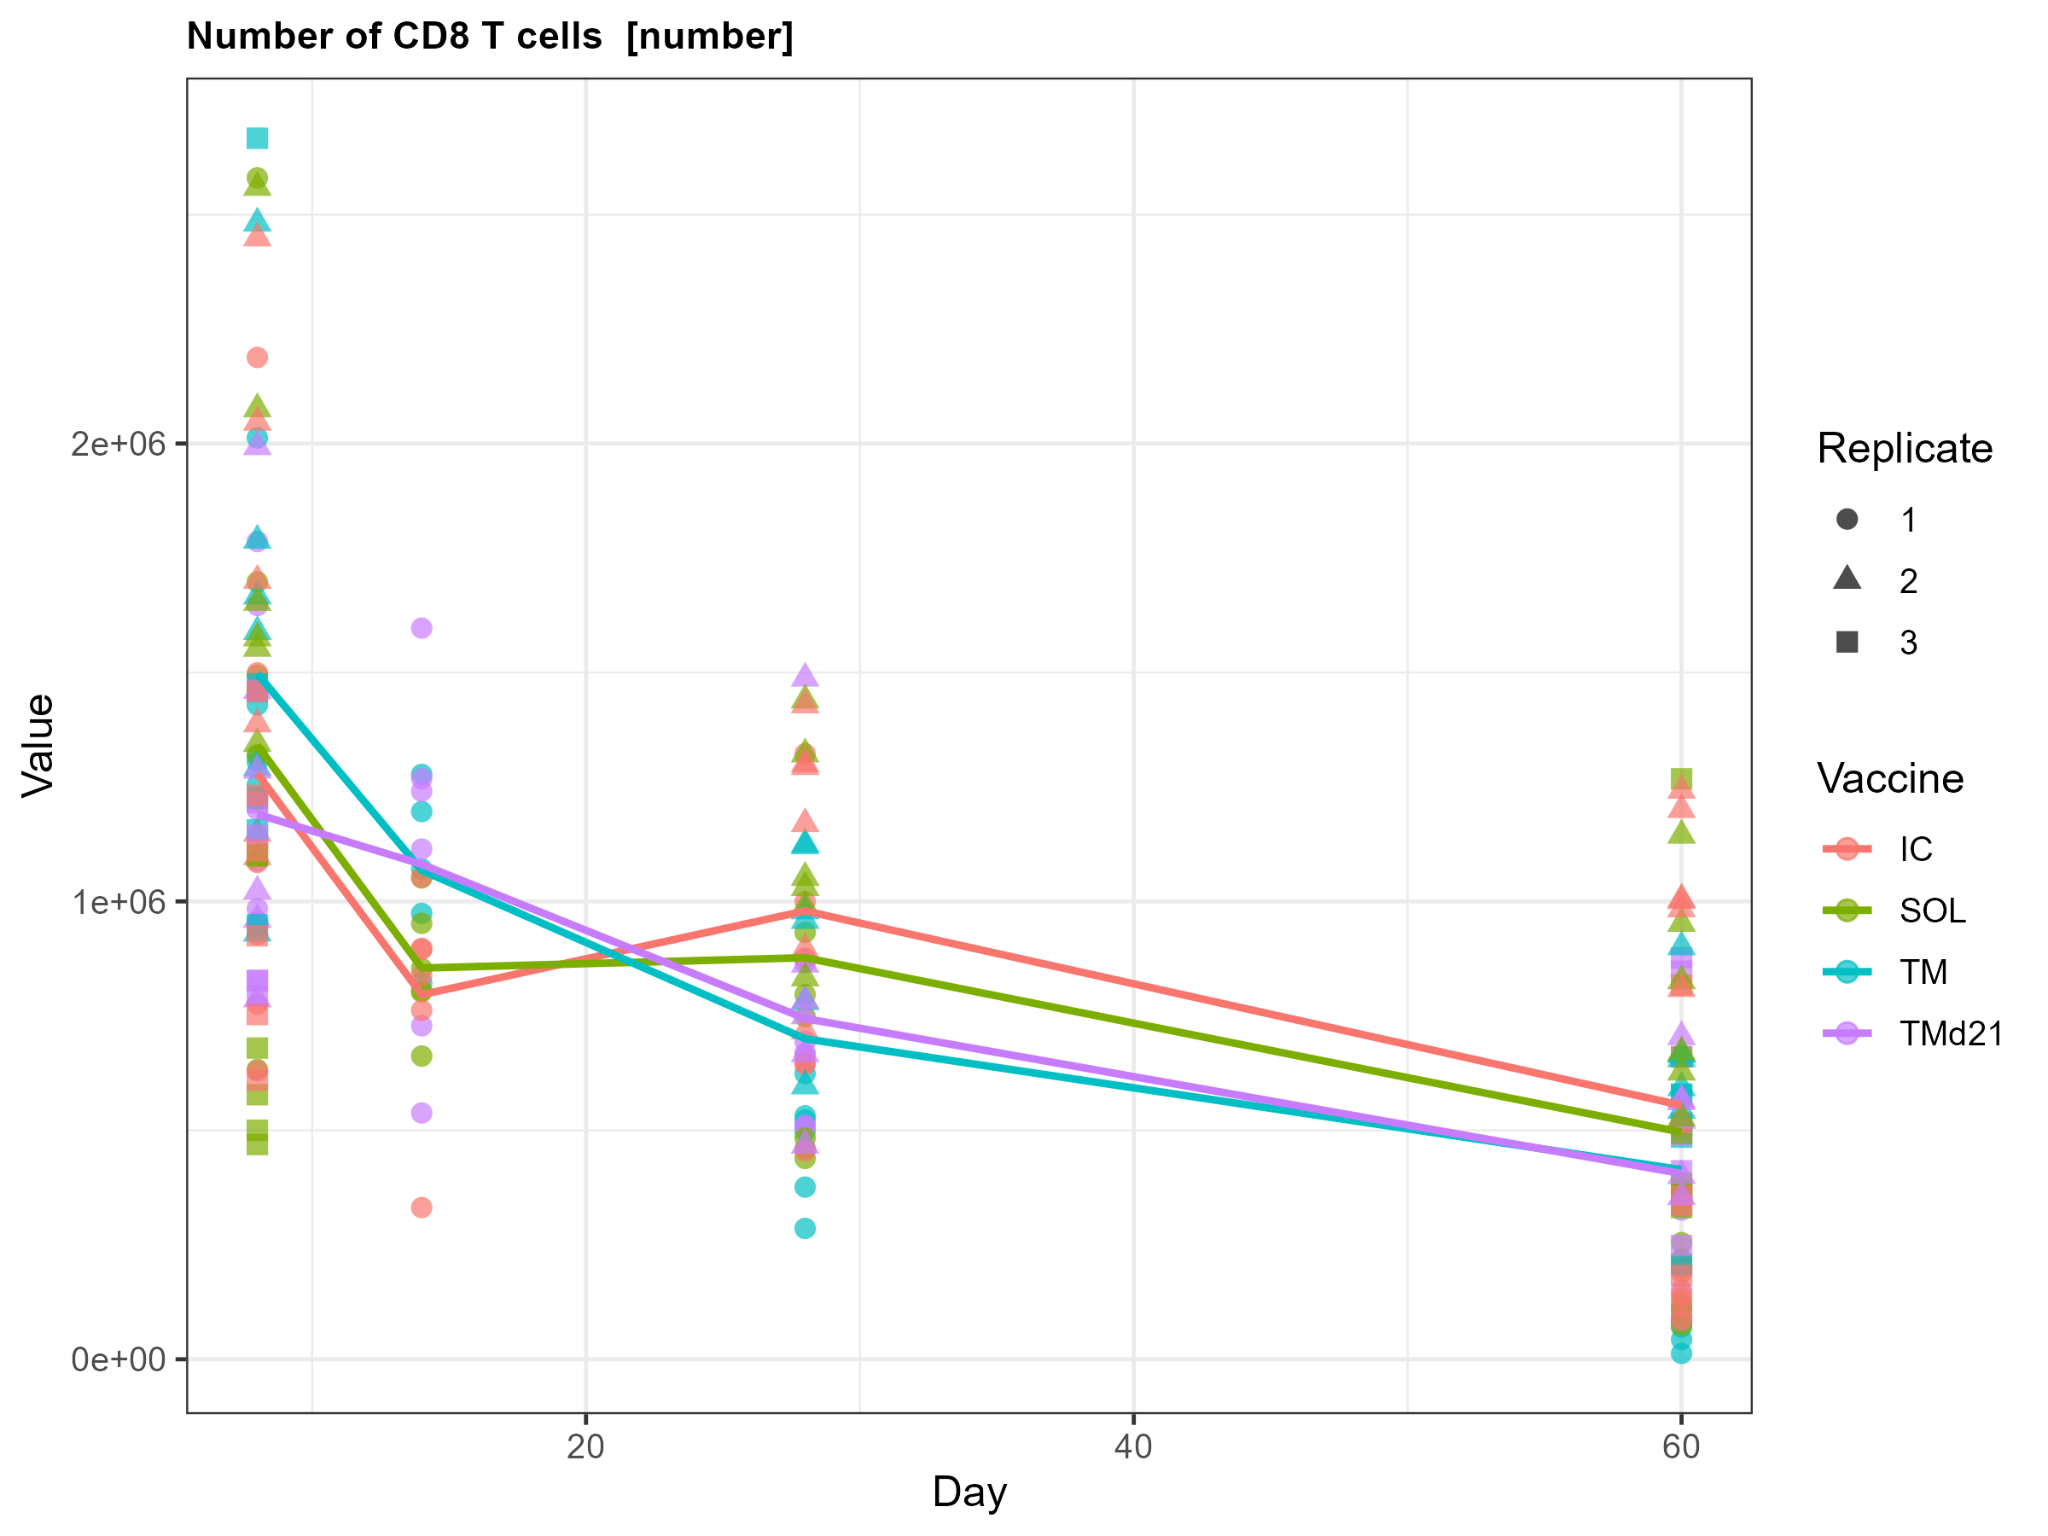 Number of CD8 T cells  [number]
Value
2e+06
1e+06
0e+00
20
40
60
Day
Replicate
1
2
3
Vaccine
IC
SOL
TM
TMd21